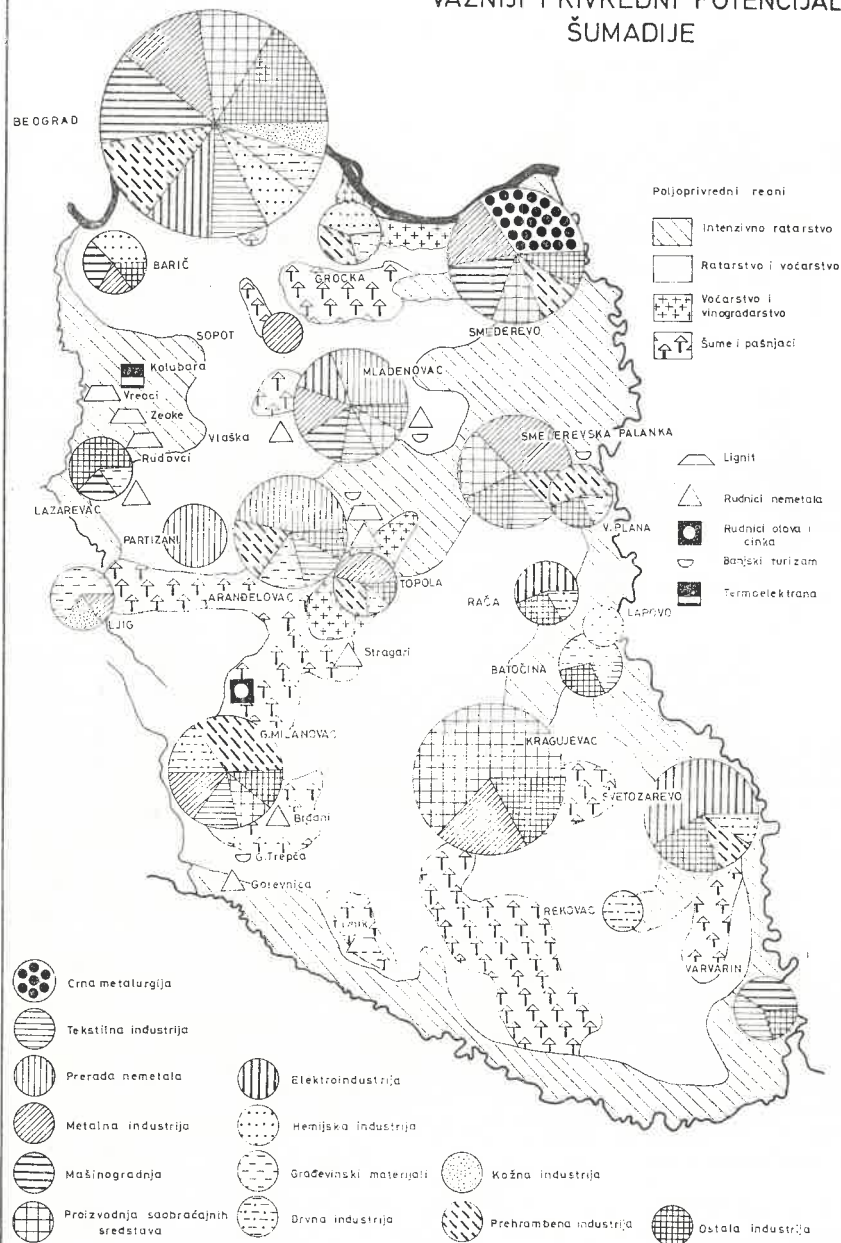 VAŽNIJI PRIVREDNI POTENCIJAL
ŠUMADIJE
BEOGRAD
Poljoprivredni reoni
Intenzivno ratarstvo
Ratarstvo i voćarstvo
Voćarstvo i
vinogradarstvo
Šume i pašnjaci
BARIČ
GROCKA
SOPOT
SMEDEREVO
Kolubara
MLADENOVAC
Vreoci
Zeoke
Vlaška
SMEDEREVSKA PALANKA
Rudovci
Lignit
LAZAREVAC
Rudnici nemetala
PARTIZANI
V. PLANA
Rudnici olova i
cinka
Banjski turizam
TOPOLA
ARANĐELOVAC
RAČA
Termoelektrana
LAPOVO
LJIG
Stragari
BATOČINA
G.MILANOVAC
KRAGUJEVAC
SVETOZAREVO
Brđani
G.Trepča
Gorevnica
REKOVAC
VARVARIN
Crna metalurgija
Tekstilna industrija
Prerada nemetala
Elektroindustrija
Metalna industrija
Hemijska industrija
Mašinogradnja
Građevinski materijali
Kožna industrija
Proizvodnja saobraćajnih
sredstava
Drvna industrija
Prehrambena industrija
Ostala industrija